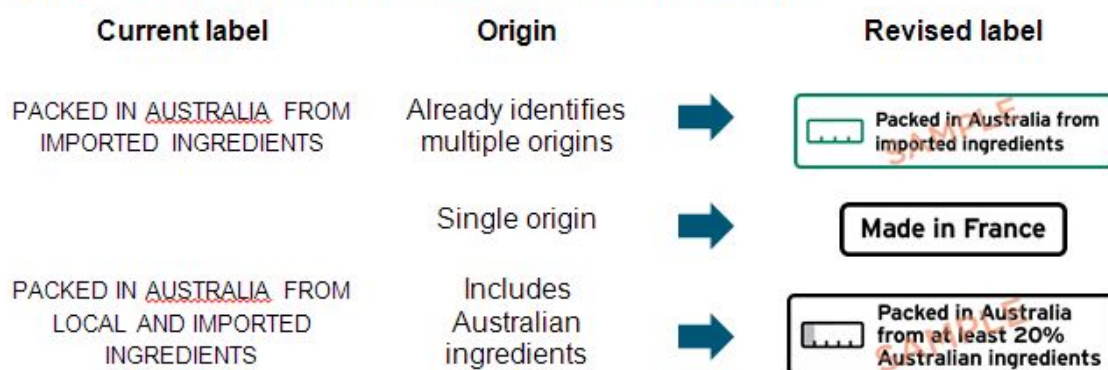 Current label Origin Revised label
PACKED IN AUSTRALIA FROM
IMPORTED INGREDIENTS
Already identifies
multiple origins
Packed in Australia from
imported ingredients
SAMPLE
Single origin
Made in France
PACKED IN AUSTRALIA FROM
LOCAL AND IMPORTED
INGREDIENTS
Includes
Australian
ingredients
Packed in Australia
from at least 20%
Australian ingredients
SAMPLE